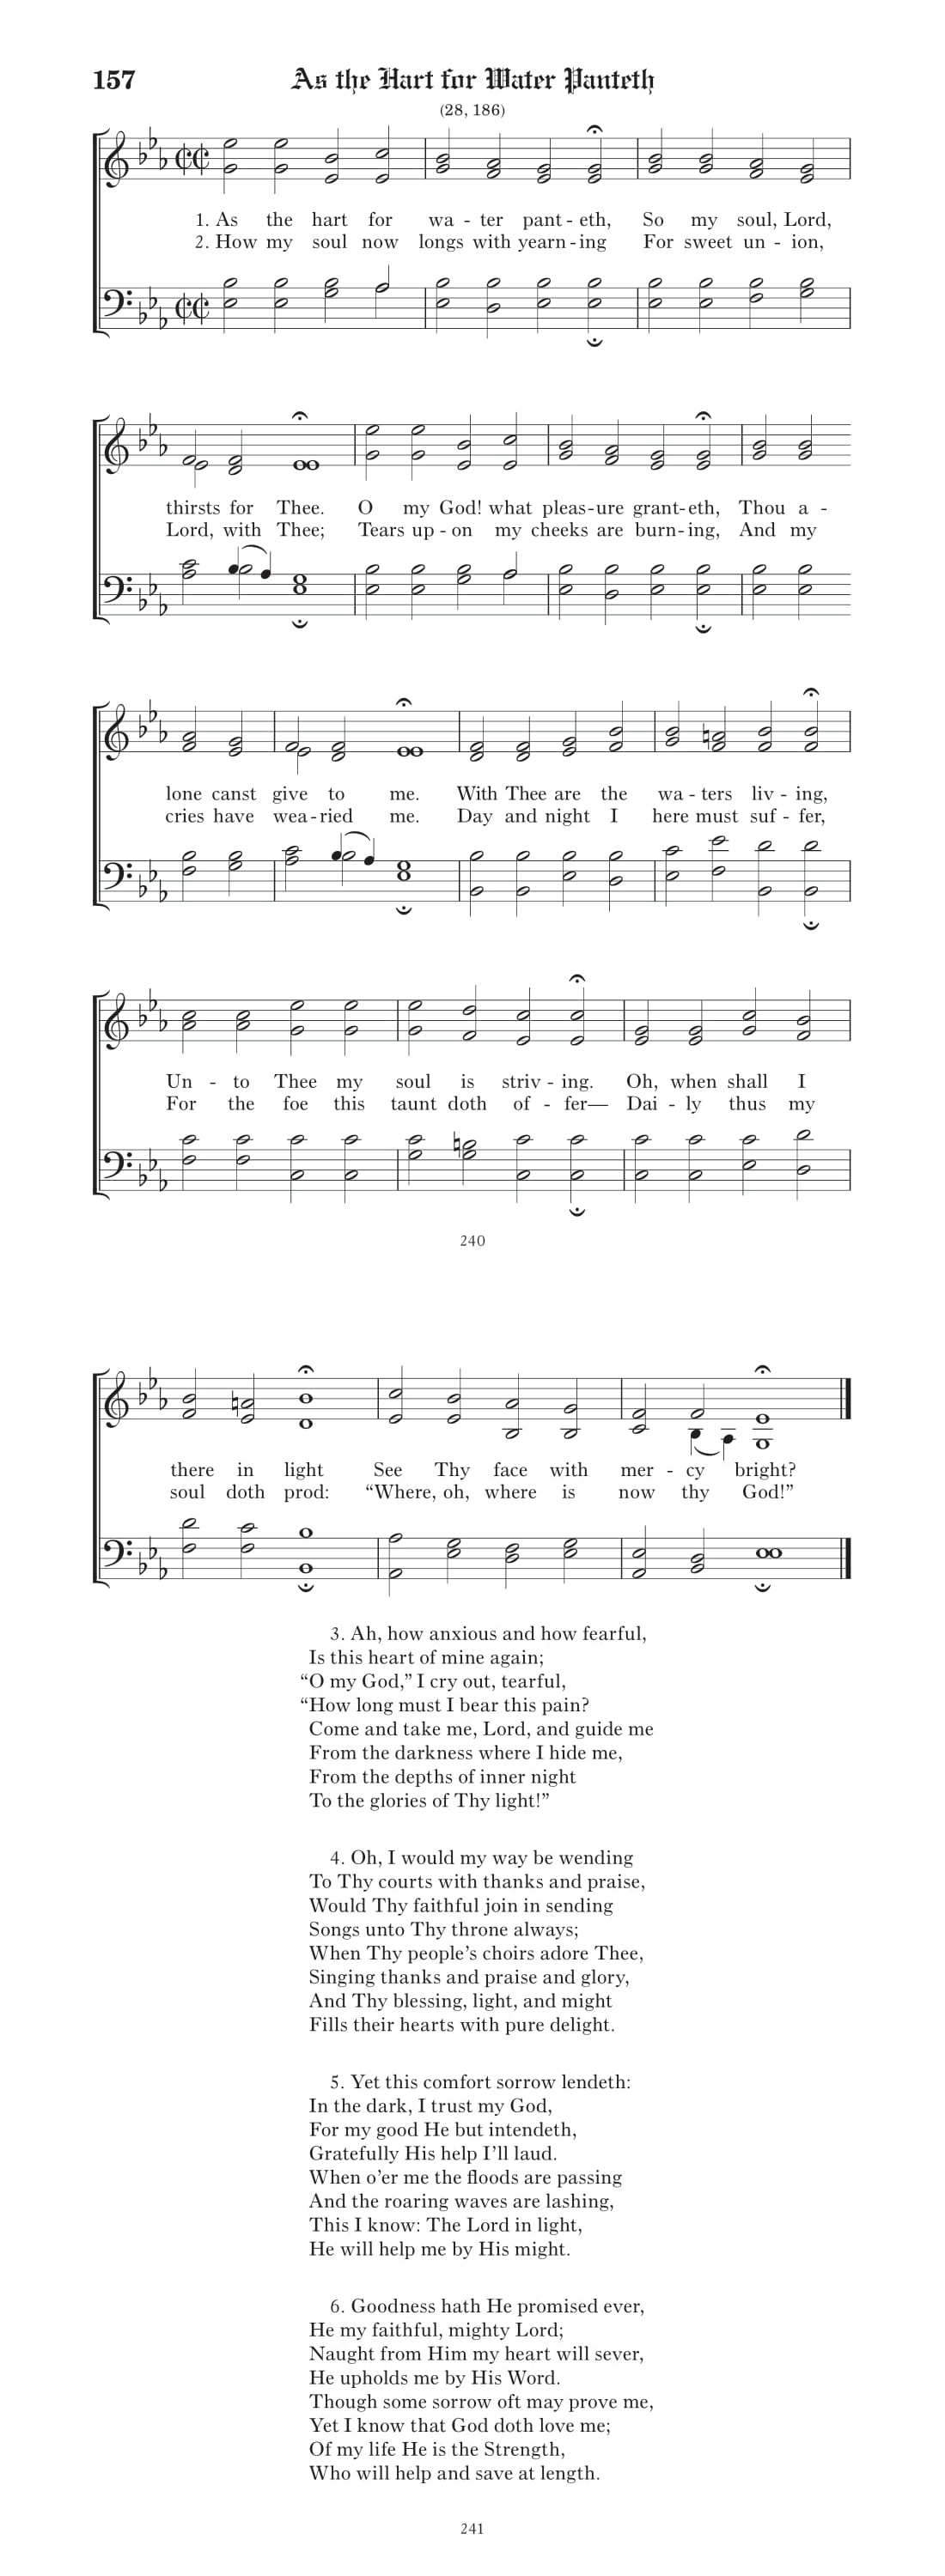 157 As the Hart for Water Panteth
(28, 186)
1. As the hart for wa - ter pant - eth, So my soul, Lord,
2. How my soul now longs with yearn - ing For sweet un - ion,
thirsts for Thee. O my God! what pleas - ure grant - eth, Thou a -
Lord, with Thee; Tears up - on my cheeks are burn - ing, And my
lone canst give to me. With Thee are the wa - ters liv - ing,
cries have wea - ried me. Day and night I here must suf - fer,
Un - to Thee my soul is striv - ing. Oh, when shall I
For the foe this taunt doth of - fer— Dai - ly thus my
240
there in light See Thy face with mer - cy bright?
soul doth prod: “Where, oh, where is now thy God!”
3. Ah, how anxious and how fearful,
Is this heart of mine again;
“O my God,” I cry out, tearful,
“How long must I bear this pain?
Come and take me, Lord, and guide me
From the darkness where I hide me,
From the depths of inner night
To the glories of Thy light!”
4. Oh, I would my way be wending
To Thy courts with thanks and praise,
Would Thy faithful join in sending
Songs unto Thy throne always;
When Thy people’s choirs adore Thee,
Singing thanks and praise and glory,
And Thy blessing, light, and might
Fills their hearts with pure delight.
5. Yet this comfort sorrow lendeth:
In the dark, I trust my God,
For my good He but intendeth,
Gratefully His help I’ll laud.
When o’er me the floods are passing
And the roaring waves are lashing,
This I know: The Lord in light,
He will help me by His might.
6. Goodness hath He promised ever,
He my faithful, mighty Lord;
Naught from Him my heart will sever,
He upholds me by His Word.
Though some sorrow oft may prove me,
Yet I know that God doth love me;
Of my life He is the Strength,
Who will help and save at length.
241